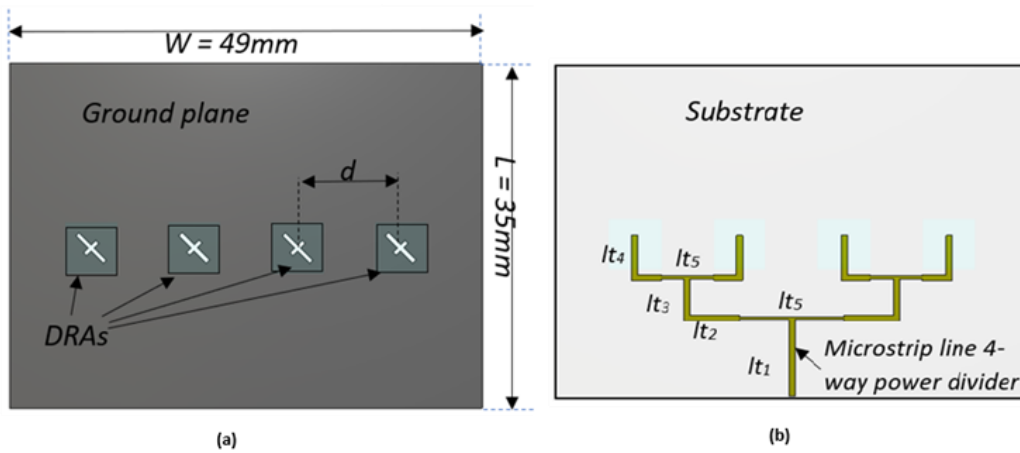 W = 49mm
Ground plane
d
L = 35mm
DRAs
(a)
Substrate
lt4
lt5
lt3
lt5
lt2
lt1
Microstrip line 4-
way power divider
(b)